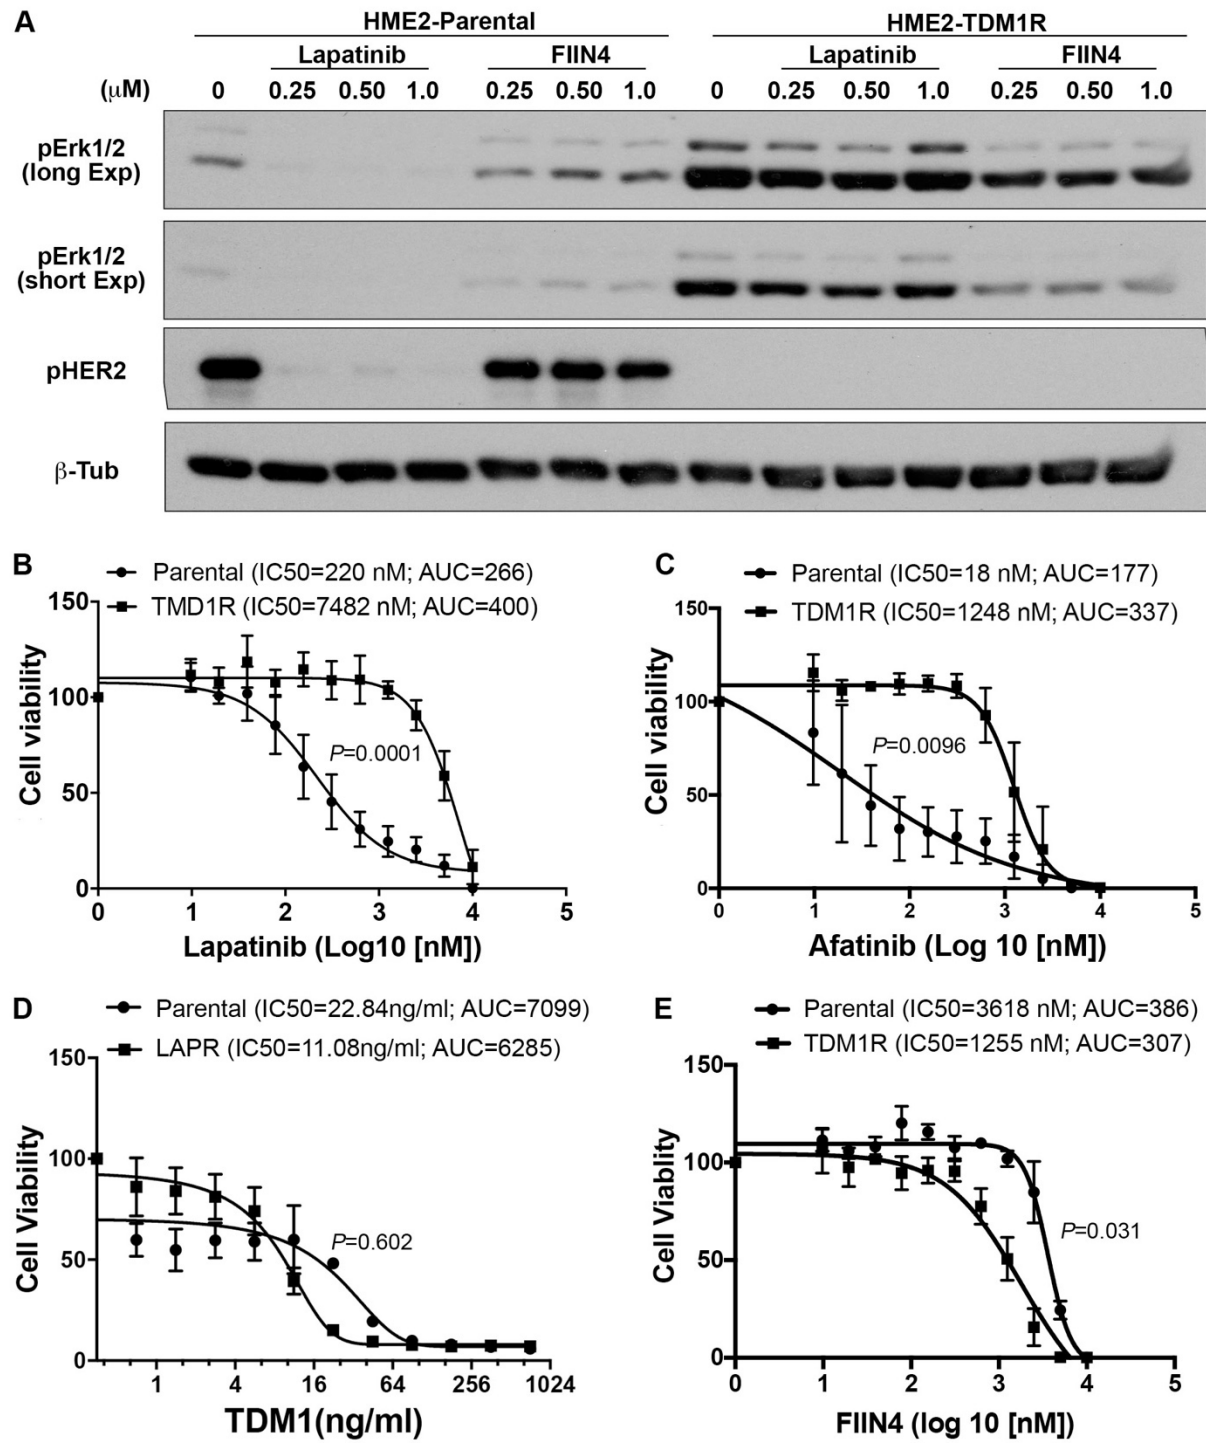 A
HME2-Parental HME2-TDM1R
Lapatinib FIIN4 Lapatinib FIIN4
(μM) 0 0.25 0.50 1.0 0.25 0.50 1.0 0 0.25 0.50 1.0 0.25 0.50 1.0
pErk1/2
(long Exp)
pErk1/2
(short Exp)
pHER2
β-Tub
B
Parental (IC50=220 nM; AUC=266)
TMD1R (IC50=7482 nM; AUC=400)
150
100
50
0
Cell viability
P=0.0001
0 1 2 3 4 5
Lapatinib (Log10 [nM])
C
Parental (IC50=18 nM; AUC=177)
TDM1R (IC50=1248 nM; AUC=337)
150
100
50
0
Cell viability
P=0.0096
0 1 2 3 4 5
Afatinib (Log 10 [nM])
D
Parental (IC50=22.84ng/ml; AUC=7099)
LAPR (IC50=11.08ng/ml; AUC=6285)
150
100
50
0
Cell Viability
P=0.602
1 4 16 64 256 1024
TDM1(ng/ml)
E
Parental (IC50=3618 nM; AUC=386)
TDM1R (IC50=1255 nM; AUC=307)
150
100
50
0
Cell Viablity
P=0.031
0 1 2 3 4 5
FIIN4 (log 10 [nM])